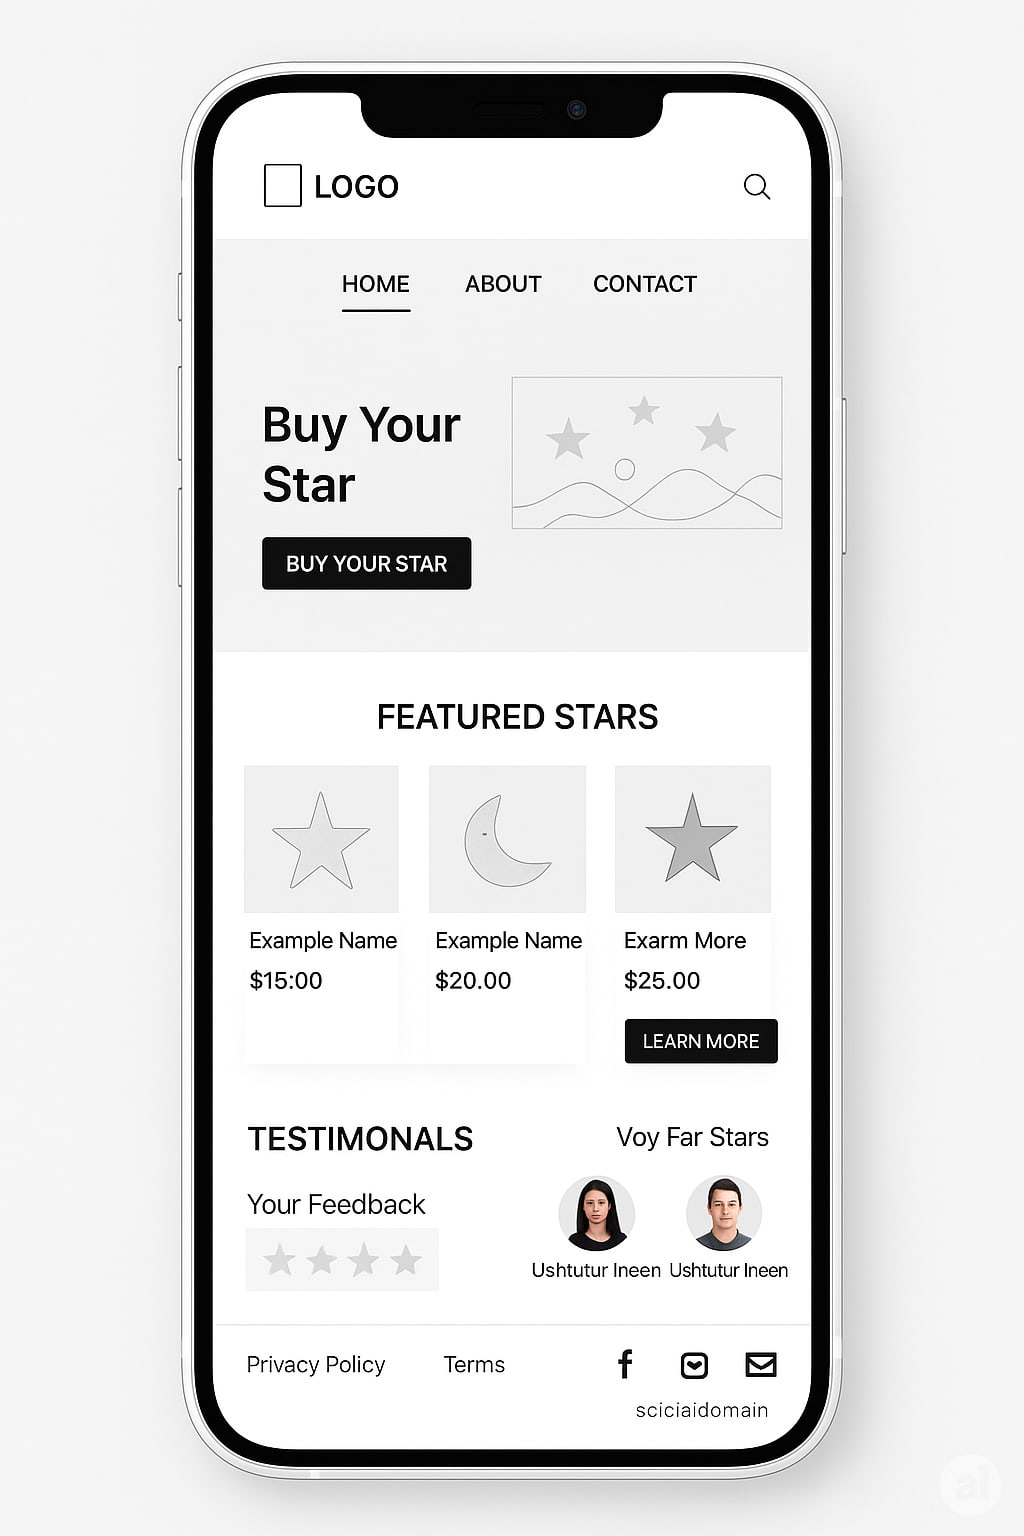 LOGO
HOME ABOUT CONTACT
Buy Your
Star
BUY YOUR STAR
FEATURED STARS
Example Name Example Name Exarm More
$15:00 $20.00 $25.00
LEARN MORE
TESTIMONALS Voy Far Stars
Your Feedback
Ushtutur Ineen Ushtutur Ineen
Privacy Policy Terms
sciciaidomain
ai